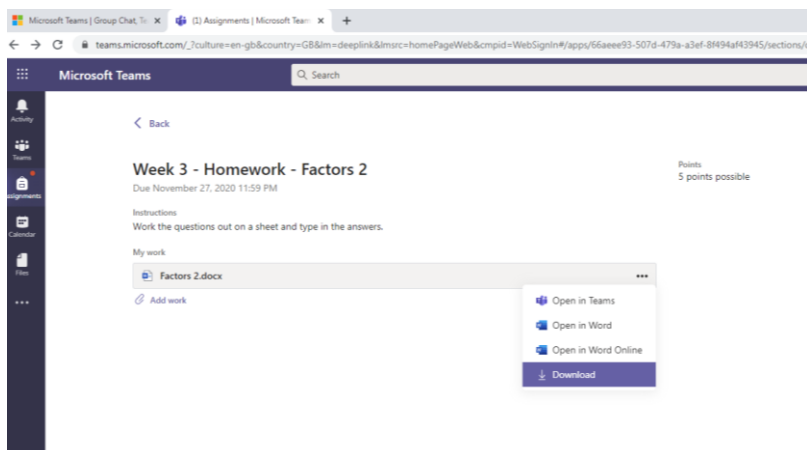 Microsoft Teams | Group Chat, Te
(1) Assignments | Microsoft Team
teams.microsoft.com/_?culture=en-gb&country=GB&lm=deeplink&lmsrc=homePageWeb&cmpid=WebSignIn#/apps/66aeee93-507d-479a-a3ef-8f494af43945/sections/
Microsoft Teams
Search
Activity
Back
Teams
Week 3 - Homework - Factors 2
Points
Due November 27, 2020 11:59 PM
5 points possible
ssignments
Instructions
Work the questions out on a sheet and type in the answers.
Calendar
My work
Files
Factors 2.docx
Add work
Open in Teams
Open in Word
Open in Word Online
Download